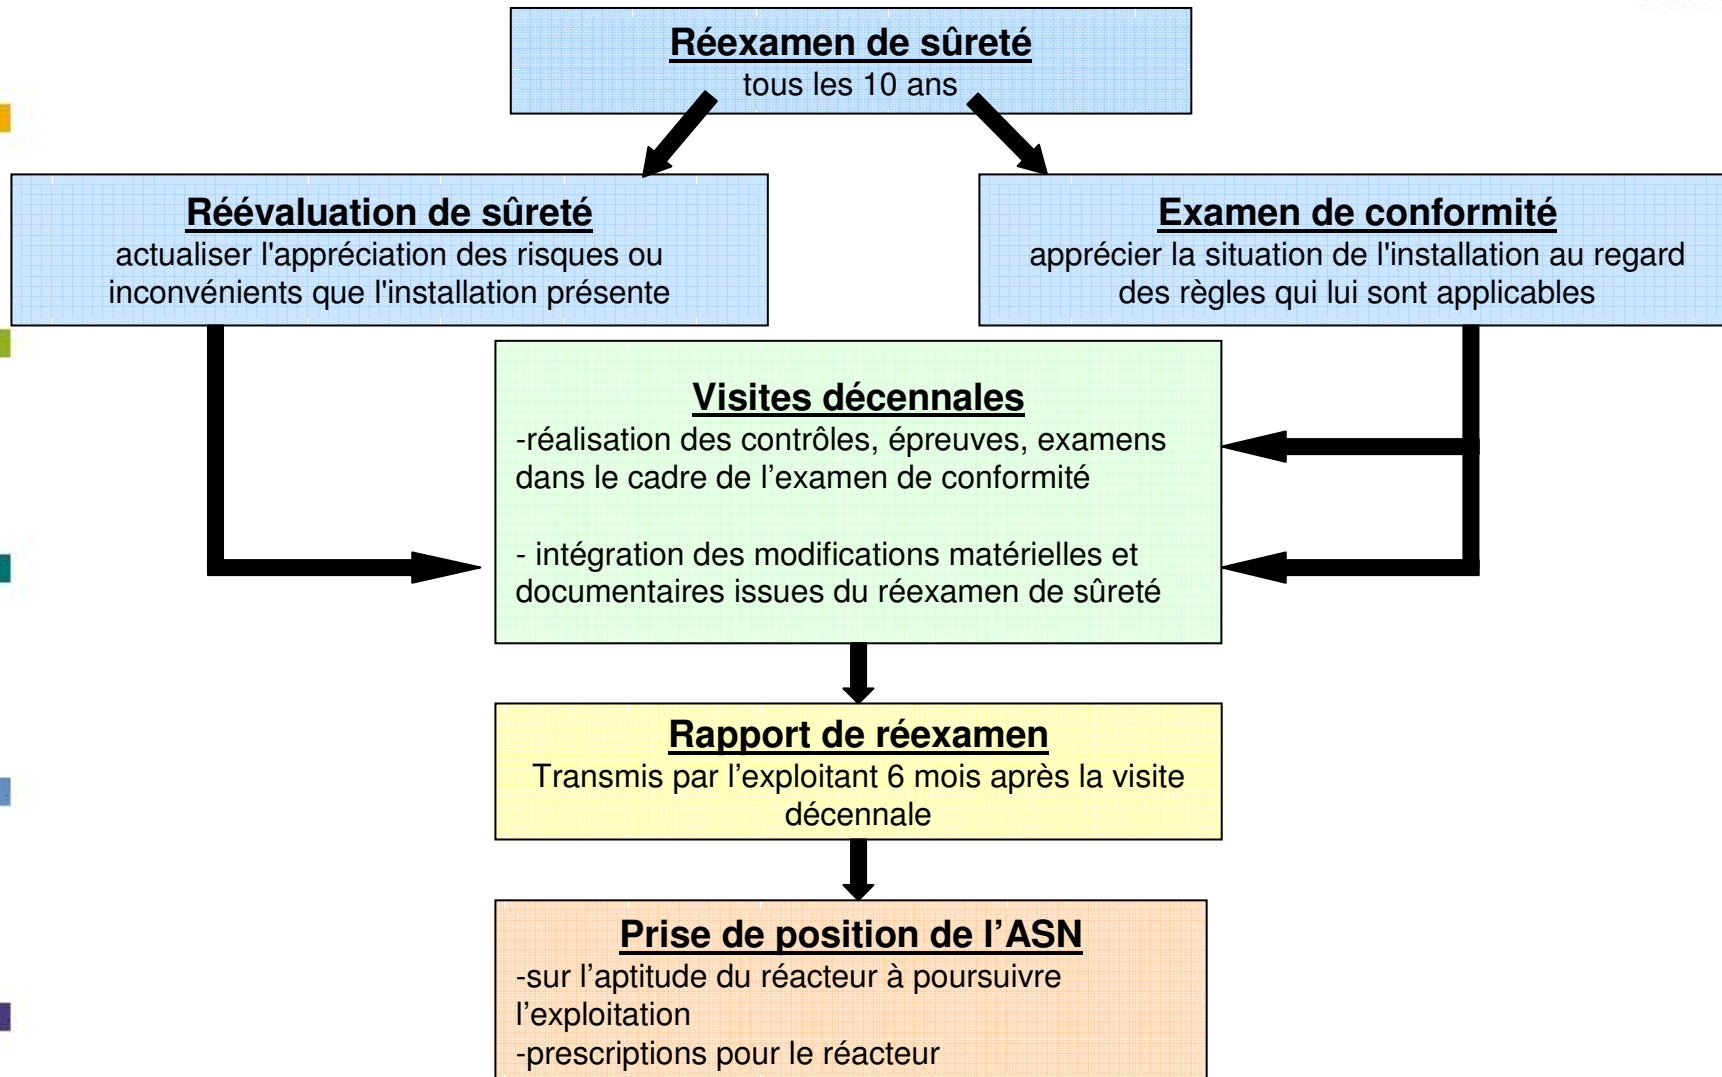 Réexamen de sûreté
tous les 10 ans
Réévaluation de sûreté
actualiser l'appréciation des risques ou
inconvénients que l'installation présente
Examen de conformité
apprécier la situation de l'installation au regard
des règles qui lui sont applicables
Visites décennales
-réalisation des contrôles, épreuves, examens
dans le cadre de l’examen de conformité
- intégration des modifications matérielles et
documentaires issues du réexamen de sûreté
Rapport de réexamen
Transmis par l’exploitant 6 mois après la visite
décennale
Prise de position de l’ASN
-sur l’aptitude du réacteur à poursuivre
l’exploitation
-prescriptions pour le réacteur